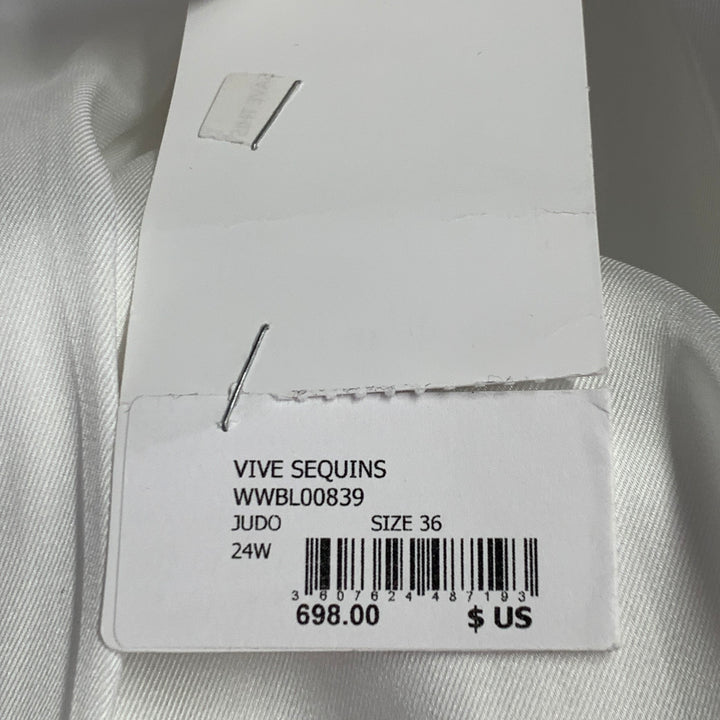 VIVE SEQUINS
WWBL00839
JUDO SIZE 36
24W
3 607624 487193
698.00 $ US